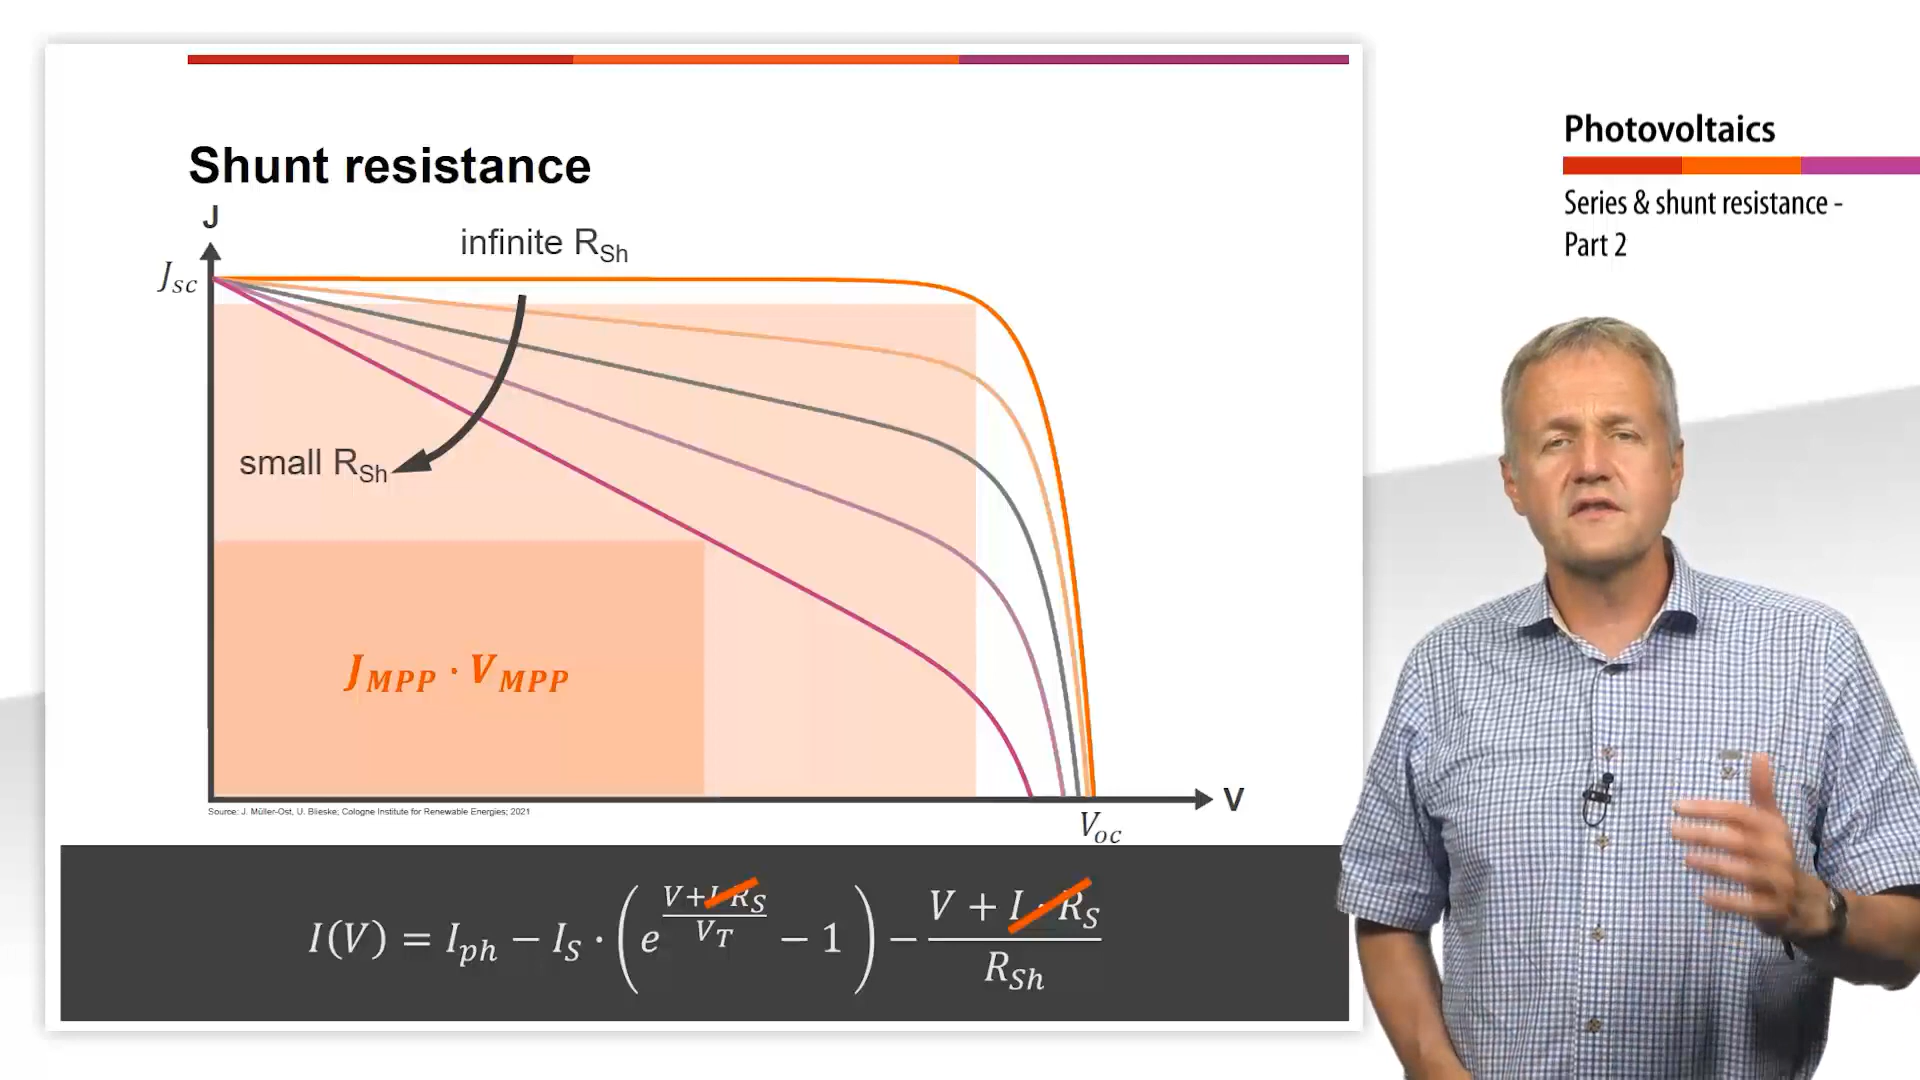 Shunt resistance
J
infinite R_Sh
J_sc
small R_Sh
J_MPP · V_MPP
V
Source: J. Müller-Ost, U. Blieske; Cologne Institute for Renewable Energies; 2021
V_oc
I(V) = I_ph − I_S · (e^((V+I·R_S)/V_T) − 1) − (V + I · R_S)/R_Sh
Photovoltaics
Series & shunt resistance -
Part 2